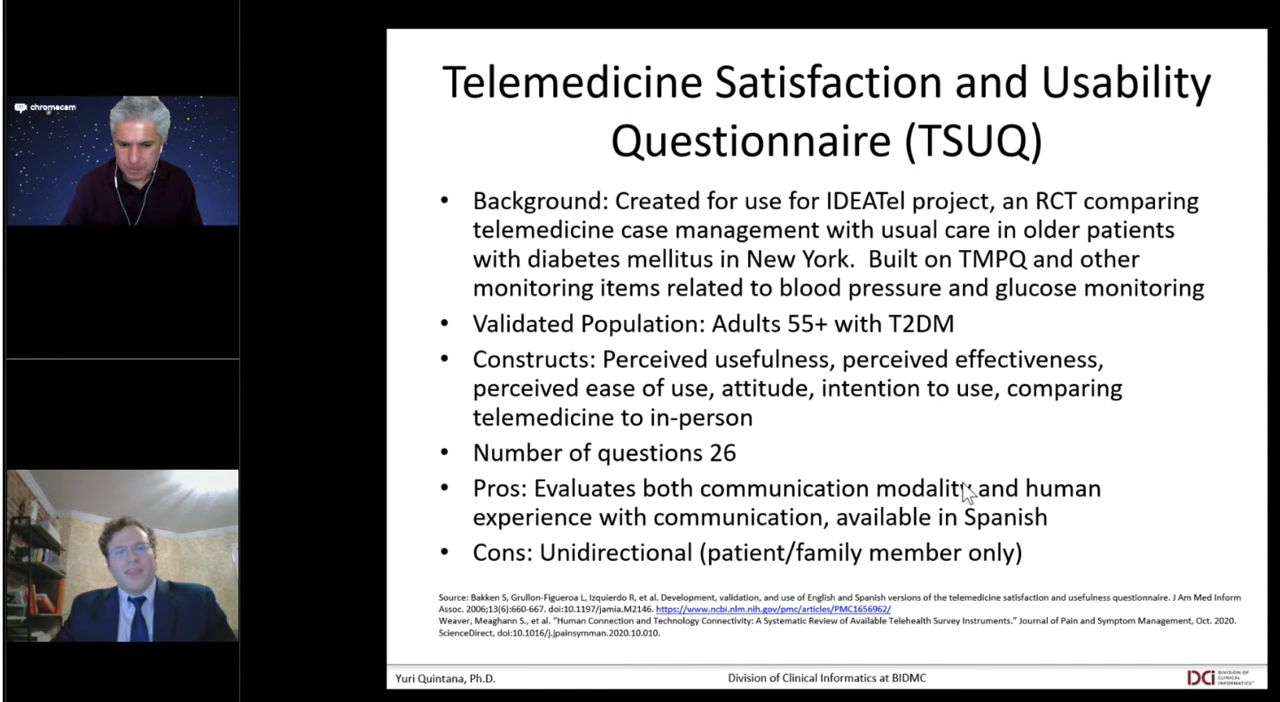 chromacam
Telemedicine Satisfaction and Usability
Questionnaire (TSUQ)
• Background: Created for use for IDEATel project, an RCT comparing
telemedicine case management with usual care in older patients
with diabetes mellitus in New York.  Built on TMPQ and other
monitoring items related to blood pressure and glucose monitoring
• Validated Population: Adults 55+ with T2DM
• Constructs: Perceived usefulness, perceived effectiveness,
perceived ease of use, attitude, intention to use, comparing
telemedicine to in-person
• Number of questions 26
• Pros: Evaluates both communication modality and human
experience with communication, available in Spanish
• Cons: Unidirectional (patient/family member only)
Source: Bakken S, Grullon-Figueroa L, Izquierdo R, et al. Development, validation, and use of English and Spanish versions of the telemedicine satisfaction and usefulness questionnaire. J Am Med Inform
Assoc. 2006;13(6):660-667. doi:10.1197/jamia.M2146. https://www.ncbi.nlm.nih.gov/pmc/articles/PMC1656962/
Weaver, Meaghann S., et al. "Human Connection and Technology Connectivity: A Systematic Review of Available Telehealth Survey Instruments." Journal of Pain and Symptom Management, Oct. 2020.
ScienceDirect, doi:10.1016/j.jpainsymman.2020.10.010.
Yuri Quintana, Ph.D.
Division of Clinical Informatics at BIDMC
DCi DIVISION OF
CLINICAL
INFORMATICS